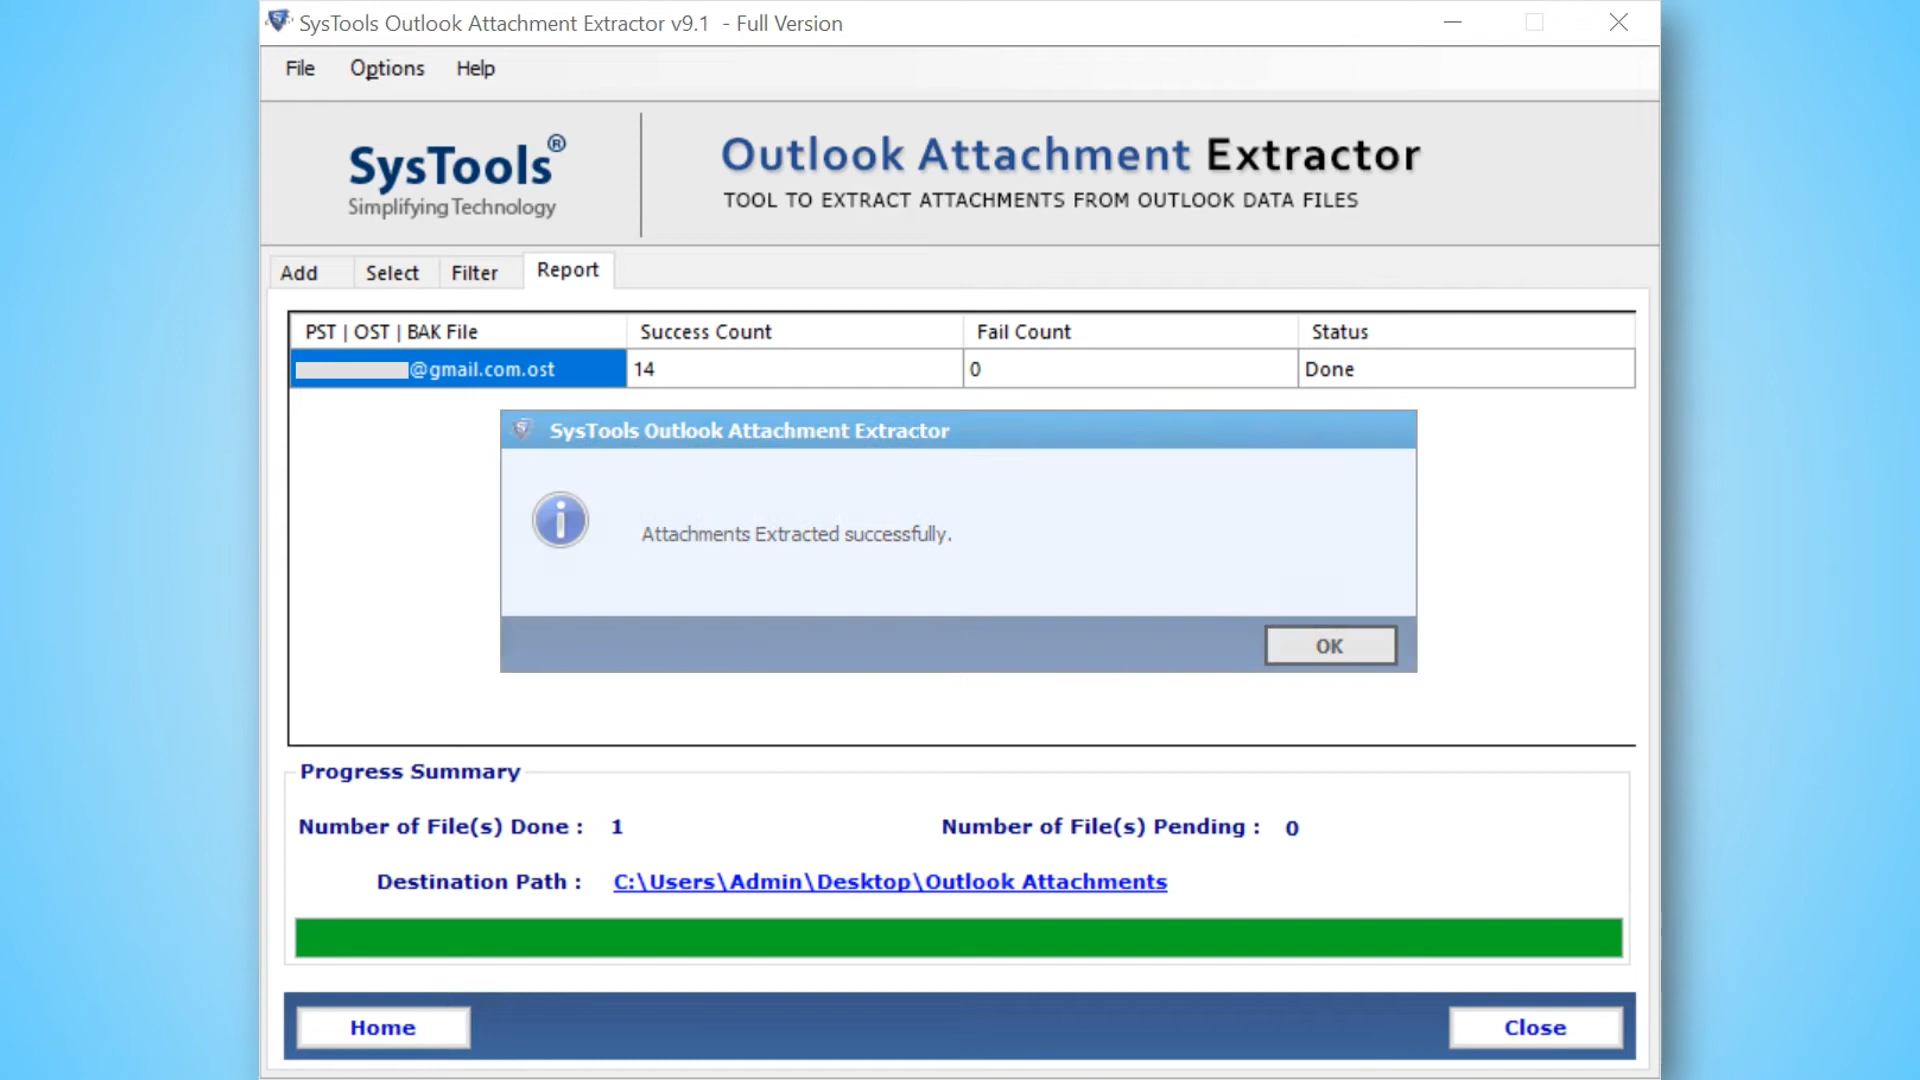 SysTools Outlook Attachment Extractor v9.1 - Full Version
File Options Help
SysTools®
Simplifying Technology
Outlook Attachment Extractor
TOOL TO EXTRACT ATTACHMENTS FROM OUTLOOK DATA FILES
Add Select Filter Report
PST | OST | BAK File Success Count Fail Count Status
@gmail.com.ost 14 0 Done
SysTools Outlook Attachment Extractor
Attachments Extracted successfully.
OK
Progress Summary
Number of File(s) Done : 1 Number of File(s) Pending : 0
Destination Path : C:\Users\Admin\Desktop\Outlook Attachments
Home Close